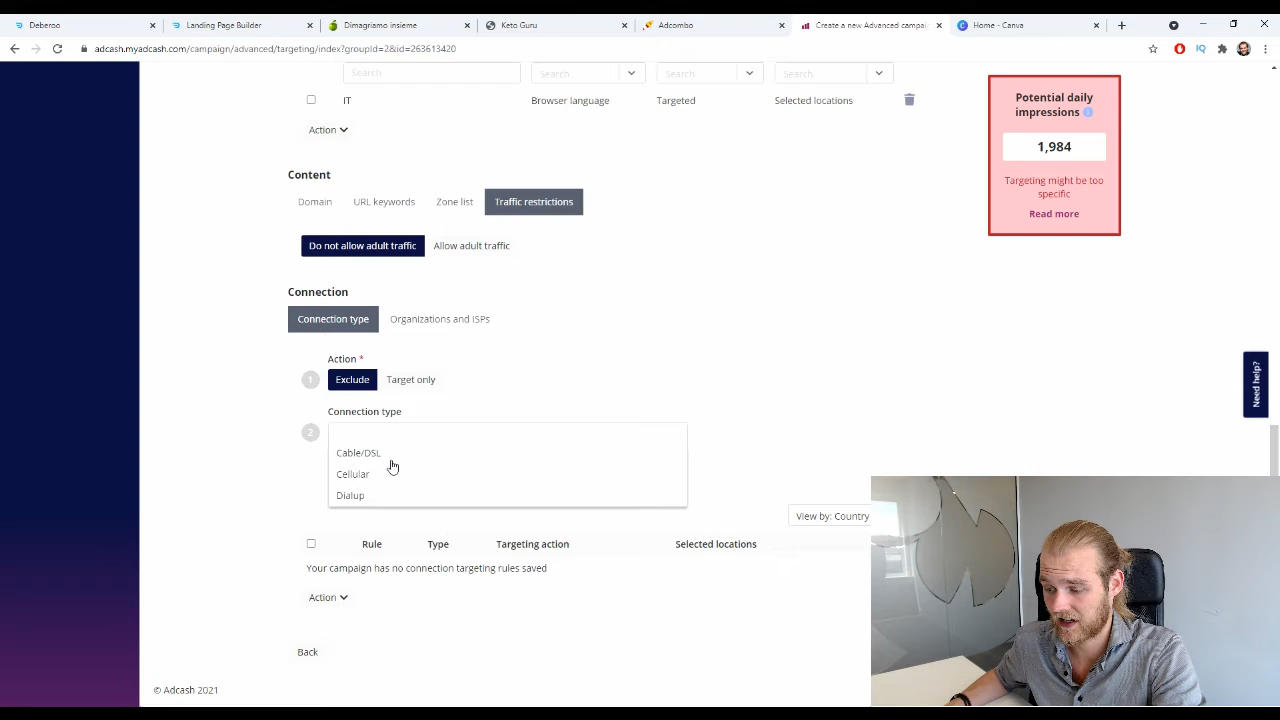 Deberoo
Landing Page Builder
Dimagriamo insieme
Keto Guru
Adcombo
Create a new Advanced campai
Home - Canva
adcash.myadcash.com/campaign/advanced/targeting/index?groupId=2&id=263613420
IQ
Search
Search
Search
Search
IT
Browser language
Targeted
Selected locations
Action
Potential daily
impressions
1,984
Targeting might be too
specific
Read more
Content
Domain
URL keywords
Zone list
Traffic restrictions
Do not allow adult traffic
Allow adult traffic
Connection
Connection type
Organizations and ISPs
Action *
1
Exclude
Target only
Connection type
2
Cable/DSL
Cellular
Dialup
View by: Country
Rule
Type
Targeting action
Selected locations
Your campaign has no connection targeting rules saved
Action
Back
© Adcash 2021
Need help?